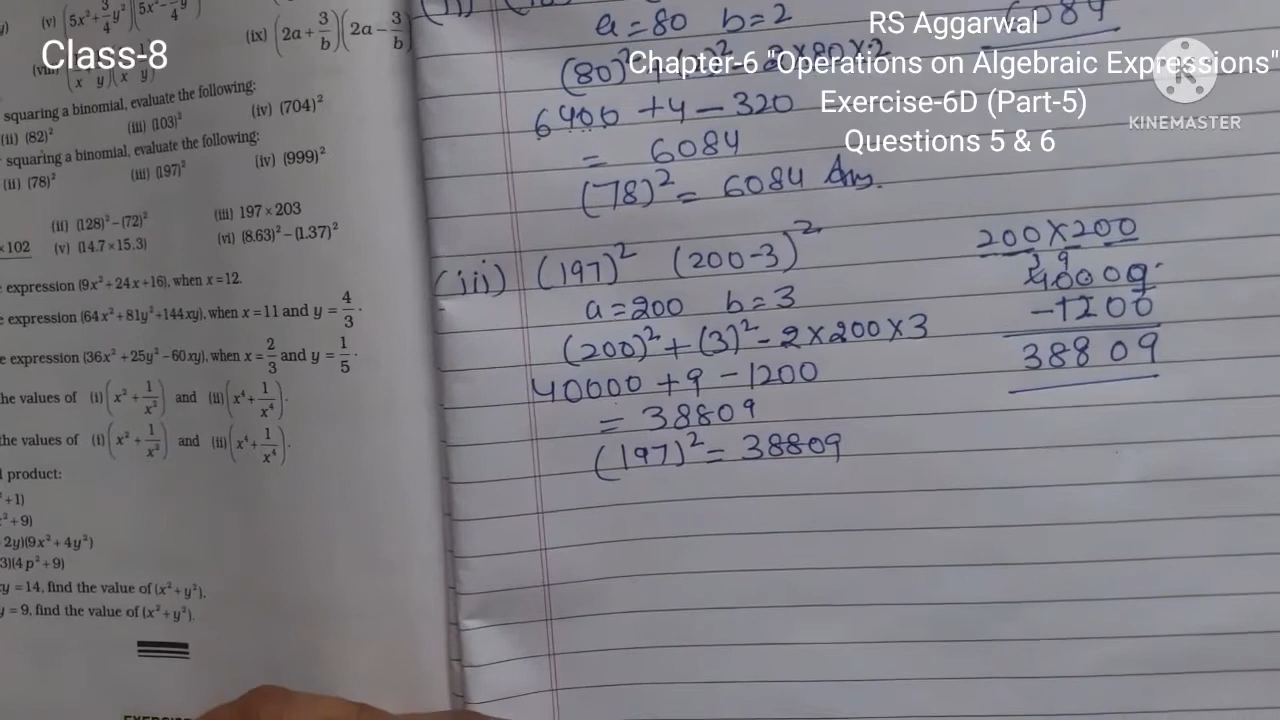 Class-8
RS Aggarwal
Chapter-6 "Operations on Algebraic Expressions"
Exercise-6D (Part-5)
Questions 5 & 6
KINEMASTER
(ix) (2a + 3/b)(2a − 3/b)
squaring a binomial, evaluate the following:
(ii) (82)² (iii) (103)² (iv) (704)²
squaring a binomial, evaluate the following:
(ii) (78)² (iii) (197)² (iv) (999)²
(ii) (128)² − (72)² (iii) 197 × 203
×102 (v) (14.7 × 15.3) (vi) (8.63)² − (1.37)²
expression (9x² + 24x + 16), when x = 12.
expression (64x² + 81y² + 144xy), when x = 11 and y = 4/3.
expression (36x² + 25y² − 60xy), when x = 2/3 and y = 1/5.
he values of (i) (x² + 1/x²) and (ii) (x⁴ + 1/x⁴).
the values of (i) (x² + 1/x²) and (ii) (x⁴ + 1/x⁴).
product:
+1)
+9)
2y)(9x² + 4y²)
3)(4p² + 9)
y = 14, find the value of (x² + y²).
y = 9, find the value of (x² + y²).
a = 80 b = 2
6400 + 4 − 320
= 6084
(78)² = 6084 Ans.
(iii) (197)² (200-3)²
a = 200 b = 3
(200)² + (3)² − 2×200×3
40000 + 9 − 1200
= 38809
(197)² = 38809
6084
200×200
40009
−1200
38809